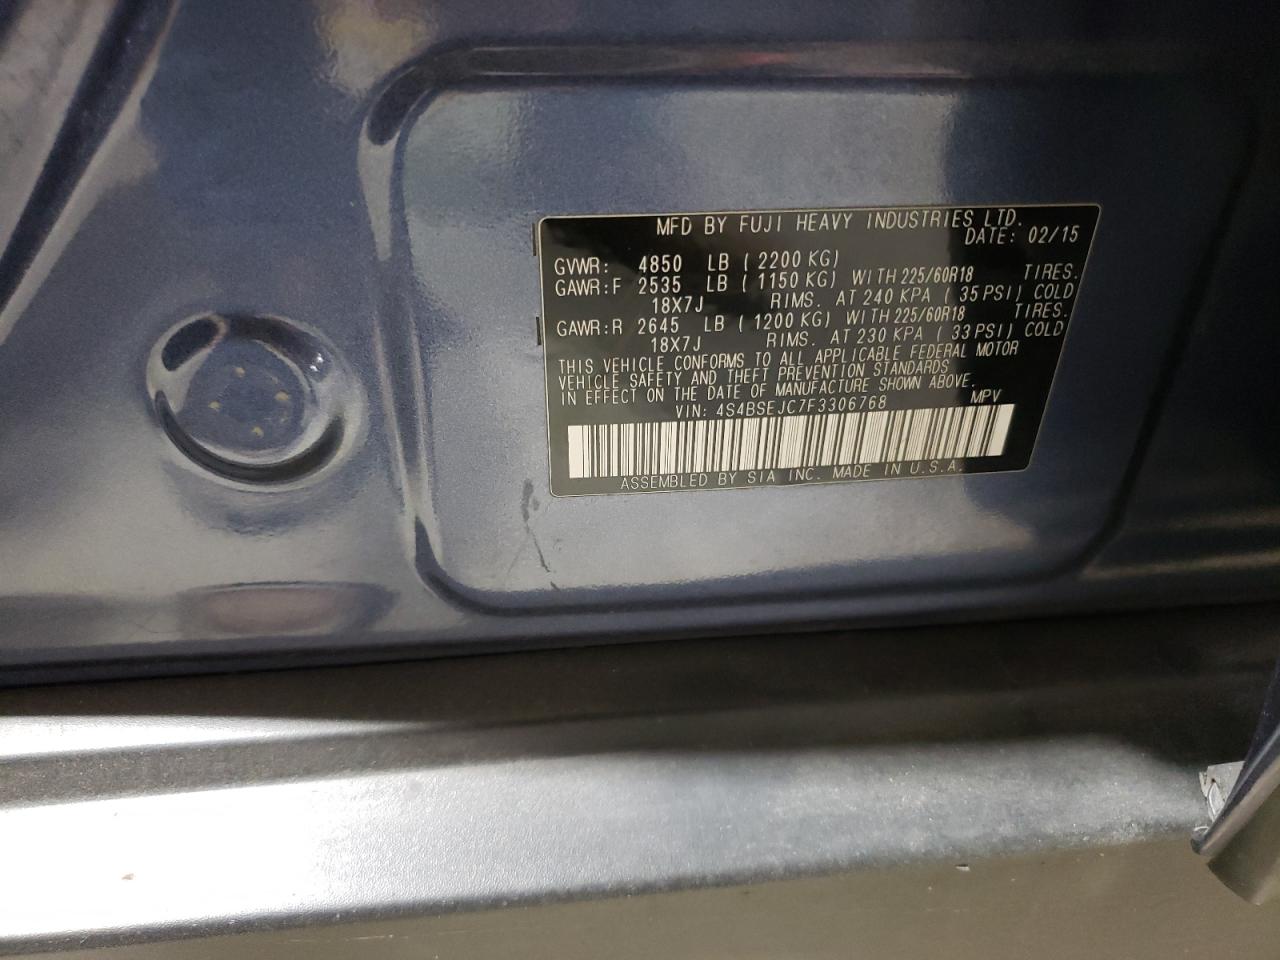 MFD BY FUJI HEAVY INDUSTRIES LTD.
DATE: 02/15
GVWR: 4850 LB ( 2200 KG)
GAWR: F 2535 LB ( 1150 KG) WITH 225/60R18 TIRES.
18X7J RIMS. AT 240 KPA ( 35 PSI) COLD
GAWR: R 2645 LB ( 1200 KG) WITH 225/60R18 TIRES.
18X7J RIMS. AT 230 KPA ( 33 PSI) COLD
THIS VEHICLE CONFORMS TO ALL APPLICABLE FEDERAL MOTOR
VEHICLE SAFETY AND THEFT PREVENTION STANDARDS
IN EFFECT ON THE DATE OF MANUFACTURE SHOWN ABOVE.
VIN: 4S4BSEJC7F3306768 MPV
ASSEMBLED BY SIA INC. MADE IN U.S.A.